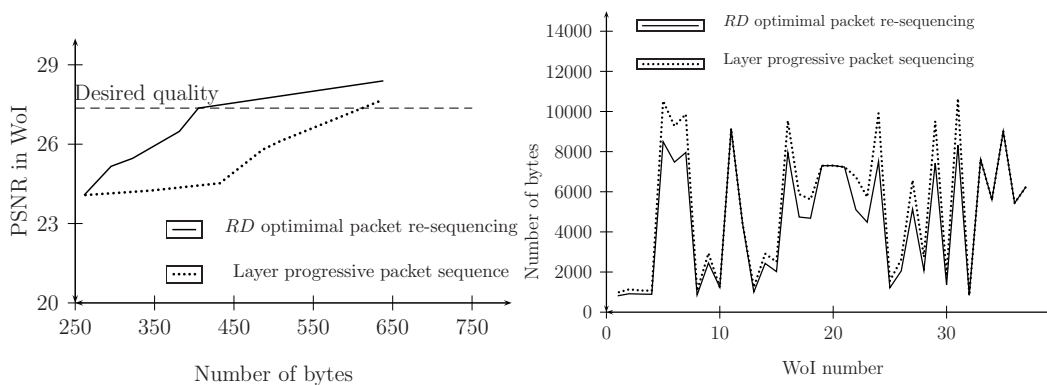 29
26
23
20
PSNR in WoI
Desired quality
RD optimimal packet re-sequencing
Layer progressive packet sequence
250 350 450 550 650 750
Number of bytes
14000
12000
10000
8000
6000
4000
2000
0
Number of bytes
RD optimimal packet re-sequencing
Layer progressive packet sequencing
0 10 20 30
WoI number